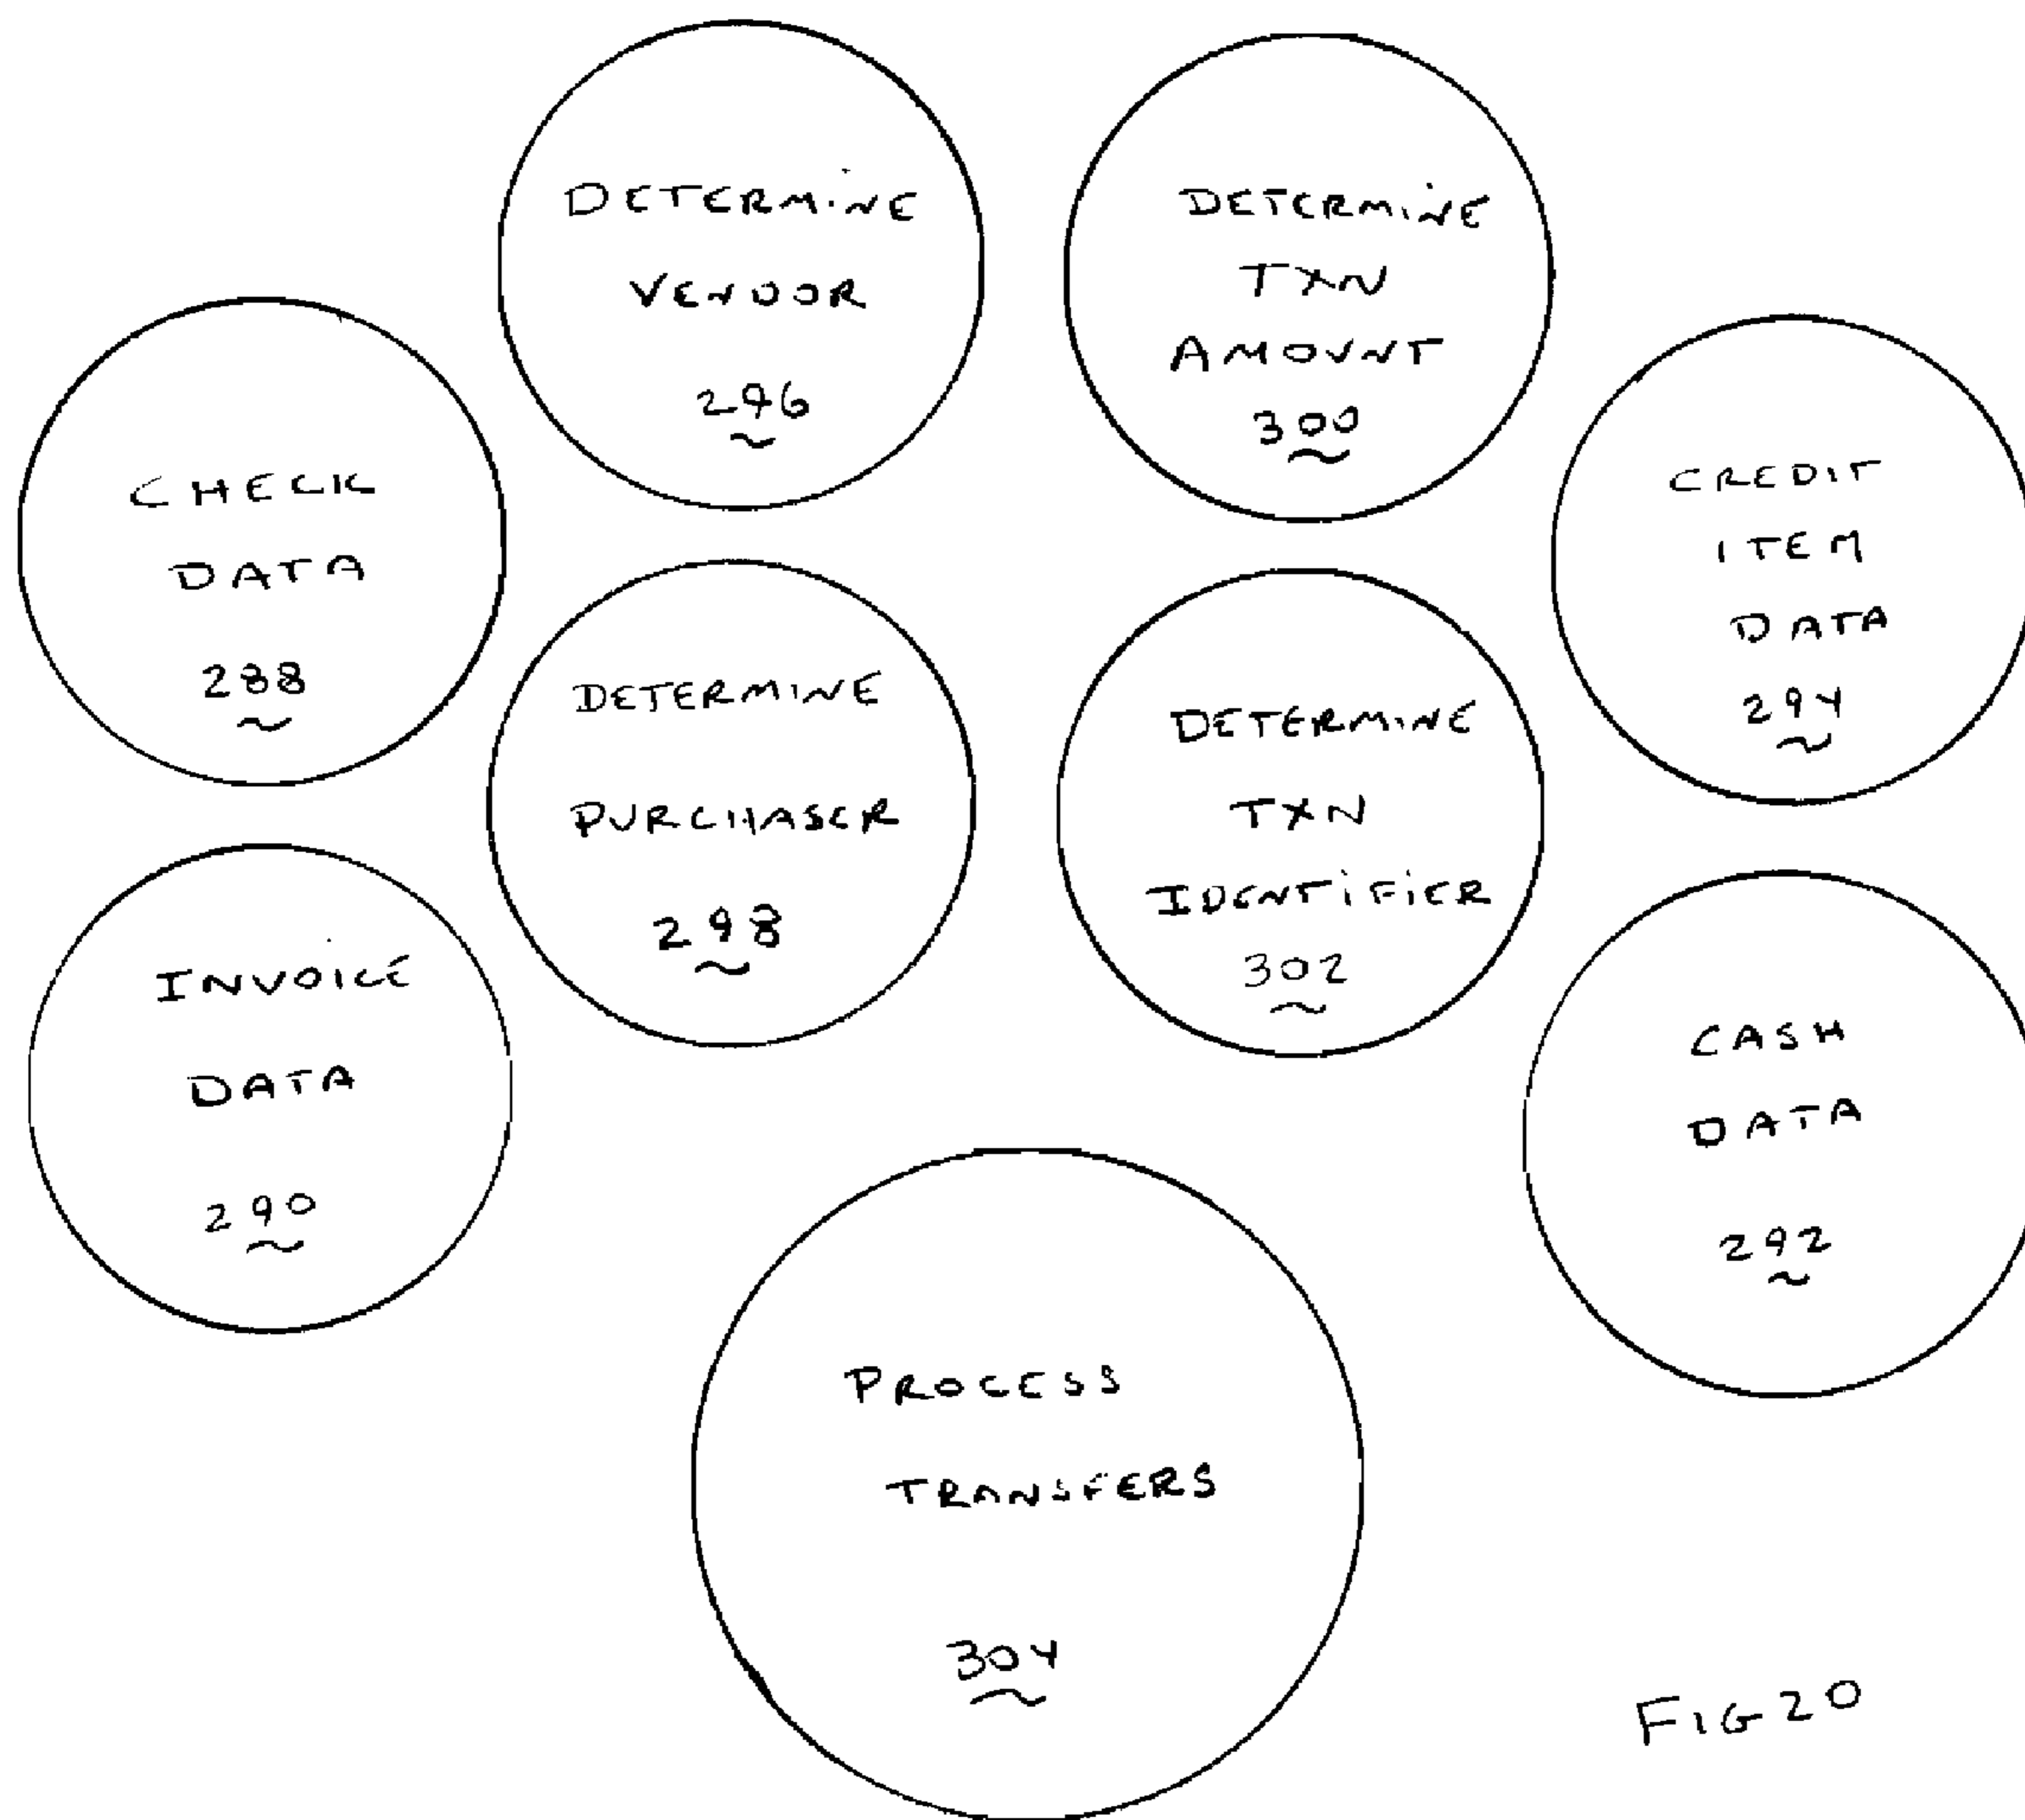 DETERMINE
VENDOR
296
DETERMINE
TXN
AMOUNT
300
CHECK
DATA
288
CREDIT
ITEM
DATA
294
DETERMINE
PURCHASER
298
DETERMINE
TXN
IDENTIFIER
302
INVOICE
DATA
290
CASH
DATA
292
PROCESS
TRANSFERS
304
FIG 20